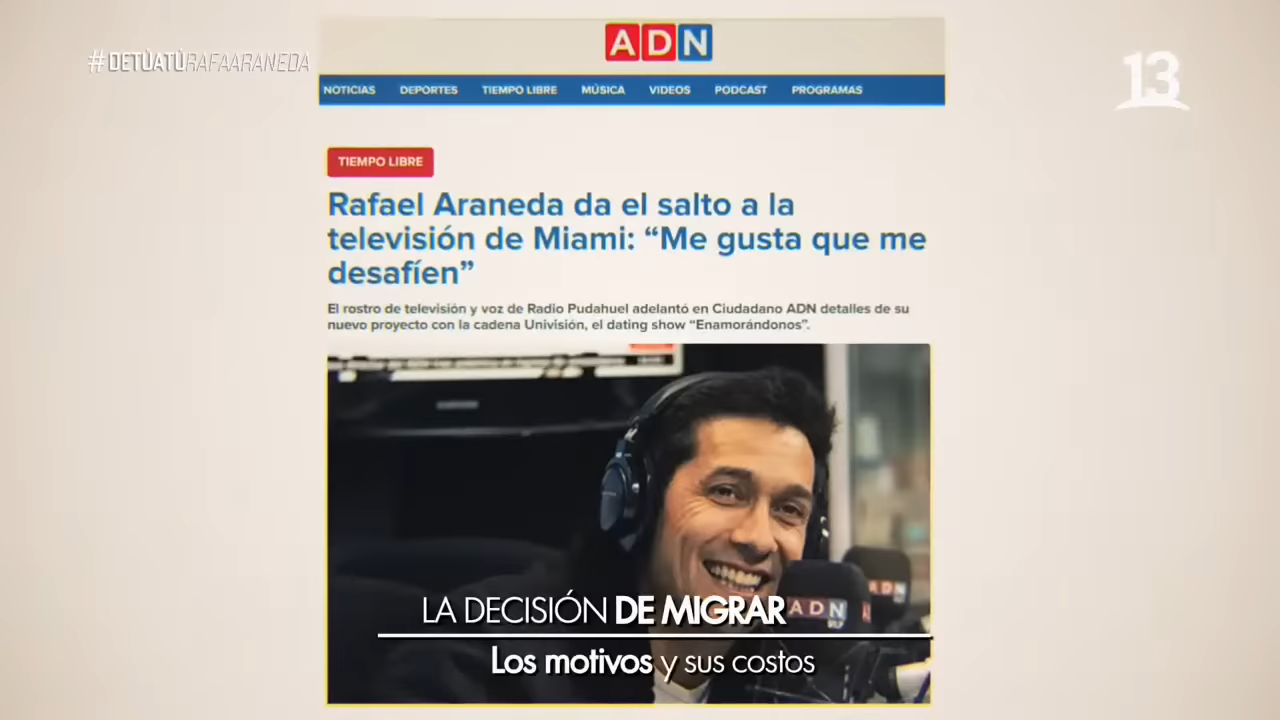 #DETÚATÚRAFAARANEDA
13
ADN
NOTICIAS DEPORTES TIEMPO LIBRE MÚSICA VIDEOS PODCAST PROGRAMAS
TIEMPO LIBRE
Rafael Araneda da el salto a la
televisión de Miami: “Me gusta que me
desafíen”
El rostro de televisión y voz de Radio Pudahuel adelantó en Ciudadano ADN detalles de su
nuevo proyecto con la cadena Univisión, el dating show “Enamorándonos”.
ADN
ADN
LA DECISIÓN DE MIGRAR
Los motivos y sus costos